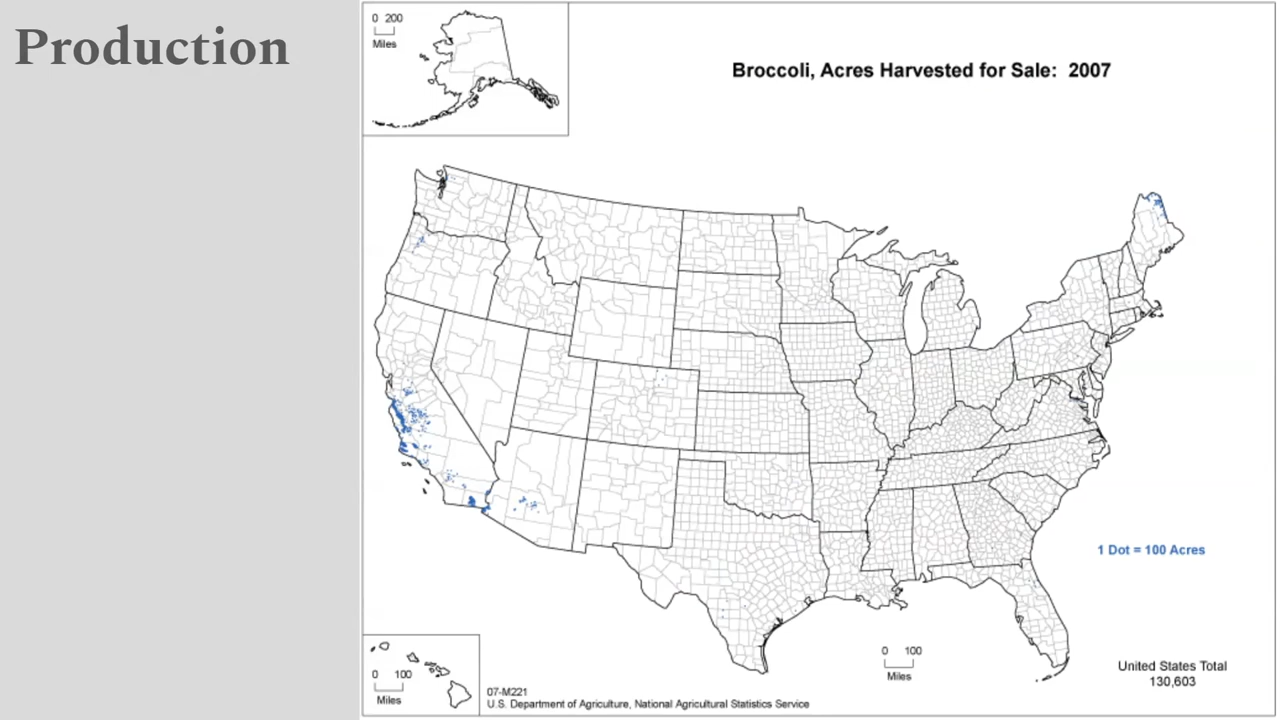 Production
0 200
Miles
Broccoli, Acres Harvested for Sale: 2007
1 Dot = 100 Acres
0 100
Miles
United States Total
130,603
0 100
Miles
07-M221
U.S. Department of Agriculture, National Agricultural Statistics Service